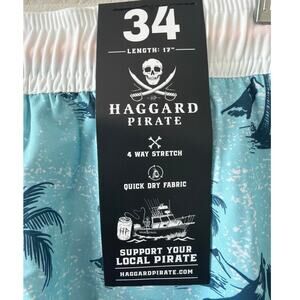 34
LENGTH: 17"
HAGGARD
PIRATE
4 WAY STRETCH
QUICK DRY FABRIC
HP
SUPPORT YOUR
LOCAL PIRATE
HAGGARDPIRATE.COM